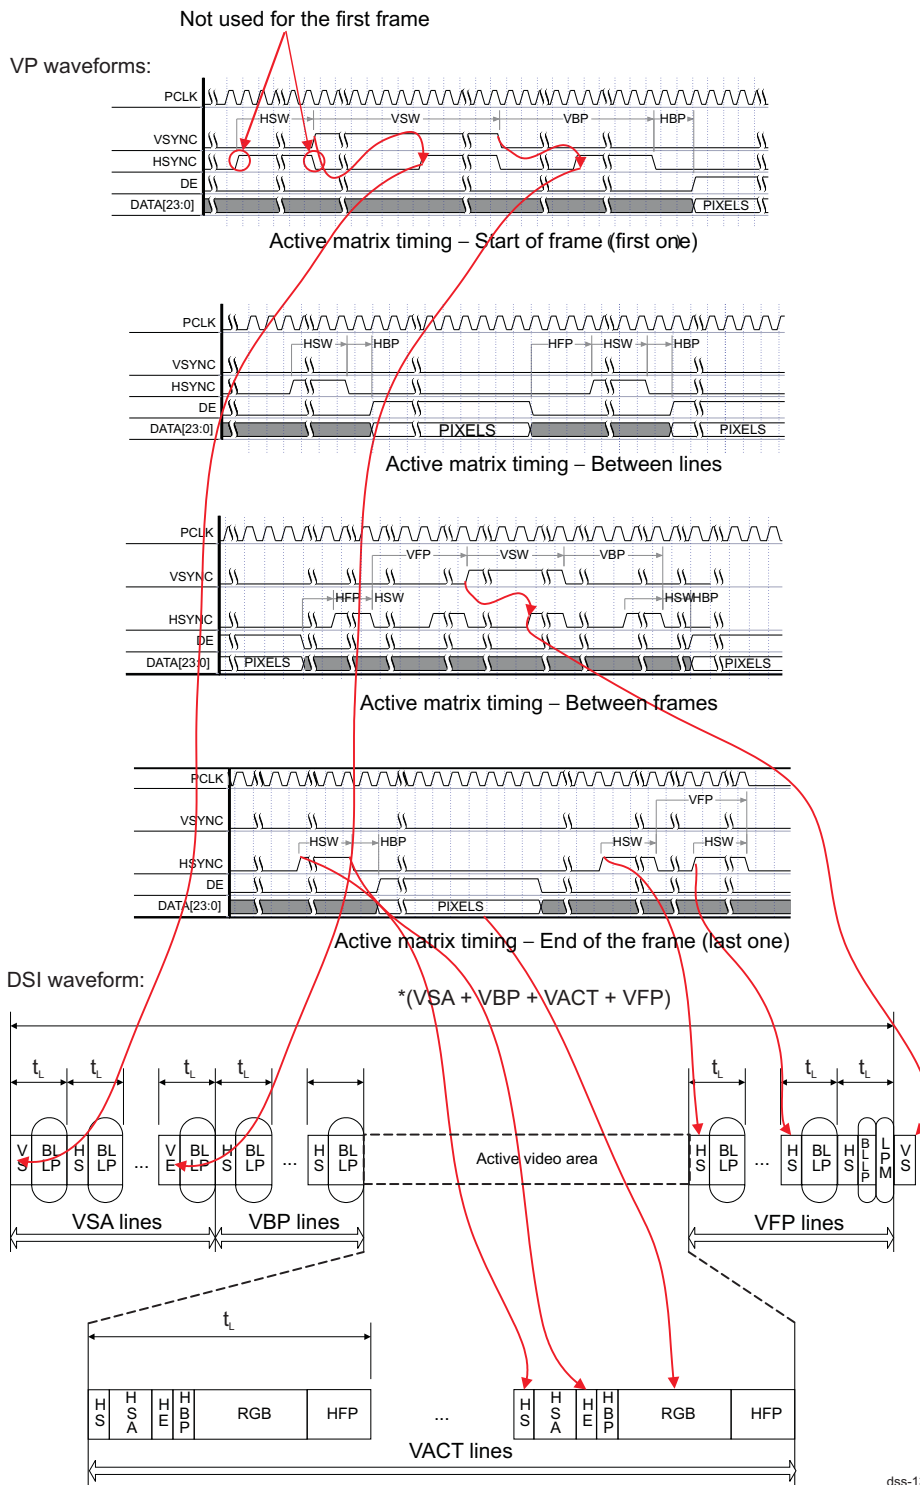 Not used for the first frame
VP waveforms:
PCLK
HSW VSW VBP HBP
VSYNC
HSYNC
DE
DATA[23:0] PIXELS
Active matrix timing – Start of frame (first one)
PCLK
HSW HBP HFP HSW HBP
VSYNC
HSYNC
DE
DATA[23:0] PIXELS PIXELS
Active matrix timing – Between lines
PCLK
VFP VSW VBP
VSYNC
HFP HSW HSW HBP
HSYNC
DE
DATA[23:0] PIXELS PIXELS
Active matrix timing – Between frames
PCLK
VFP
VSYNC
HSW HBP HSW HSW
HSYNC
DE
DATA[23:0] PIXELS
Active matrix timing – End of the frame (last one)
DSI waveform:
*(VSA + VBP + VACT + VFP)
tL tL tL tL tL tL tL
VS BLLP HS BLLP ... VE BLLP HS BLLP ... HS BLLP Active video area HS BLLP ... HS BLLP HS BLLP LPM VS
VSA lines VBP lines VFP lines
tL
HS HSA HE HBP RGB HFP ... HS HSA HE HBP RGB HFP
VACT lines